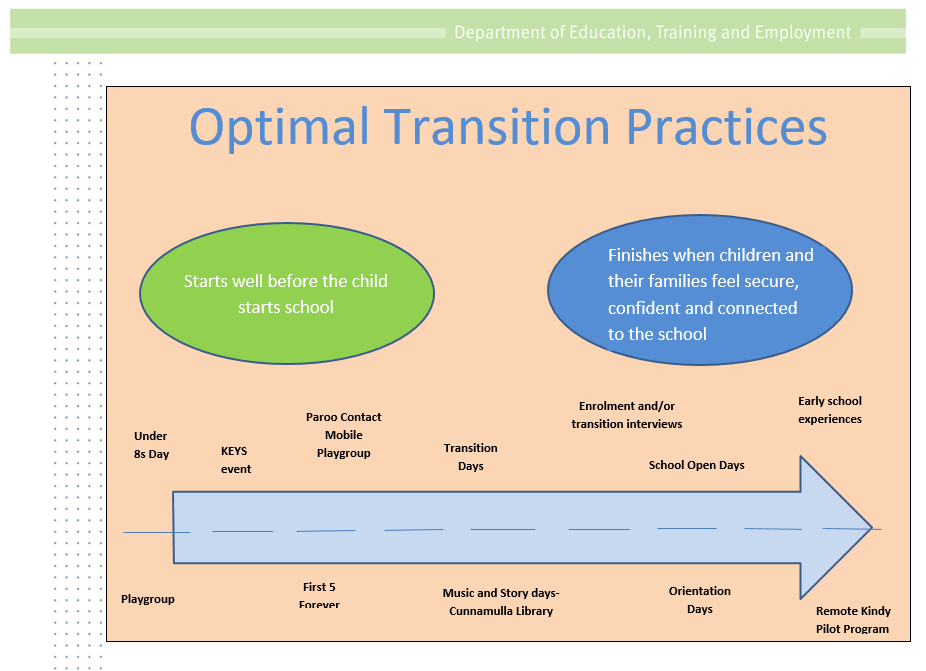 Department of Education, Training and Employment
Optimal Transition Practices
Starts well before the child
starts school
Finishes when children and
their families feel secure,
confident and connected
to the school
Under
8s Day
KEYS
event
Paroo Contact
Mobile
Playgroup
Transition
Days
Enrolment and/or
transition interviews
School Open Days
Early school
experiences
Playgroup
First 5
Forever
Music and Story days-
Cunnamulla Library
Orientation
Days
Remote Kindy
Pilot Program